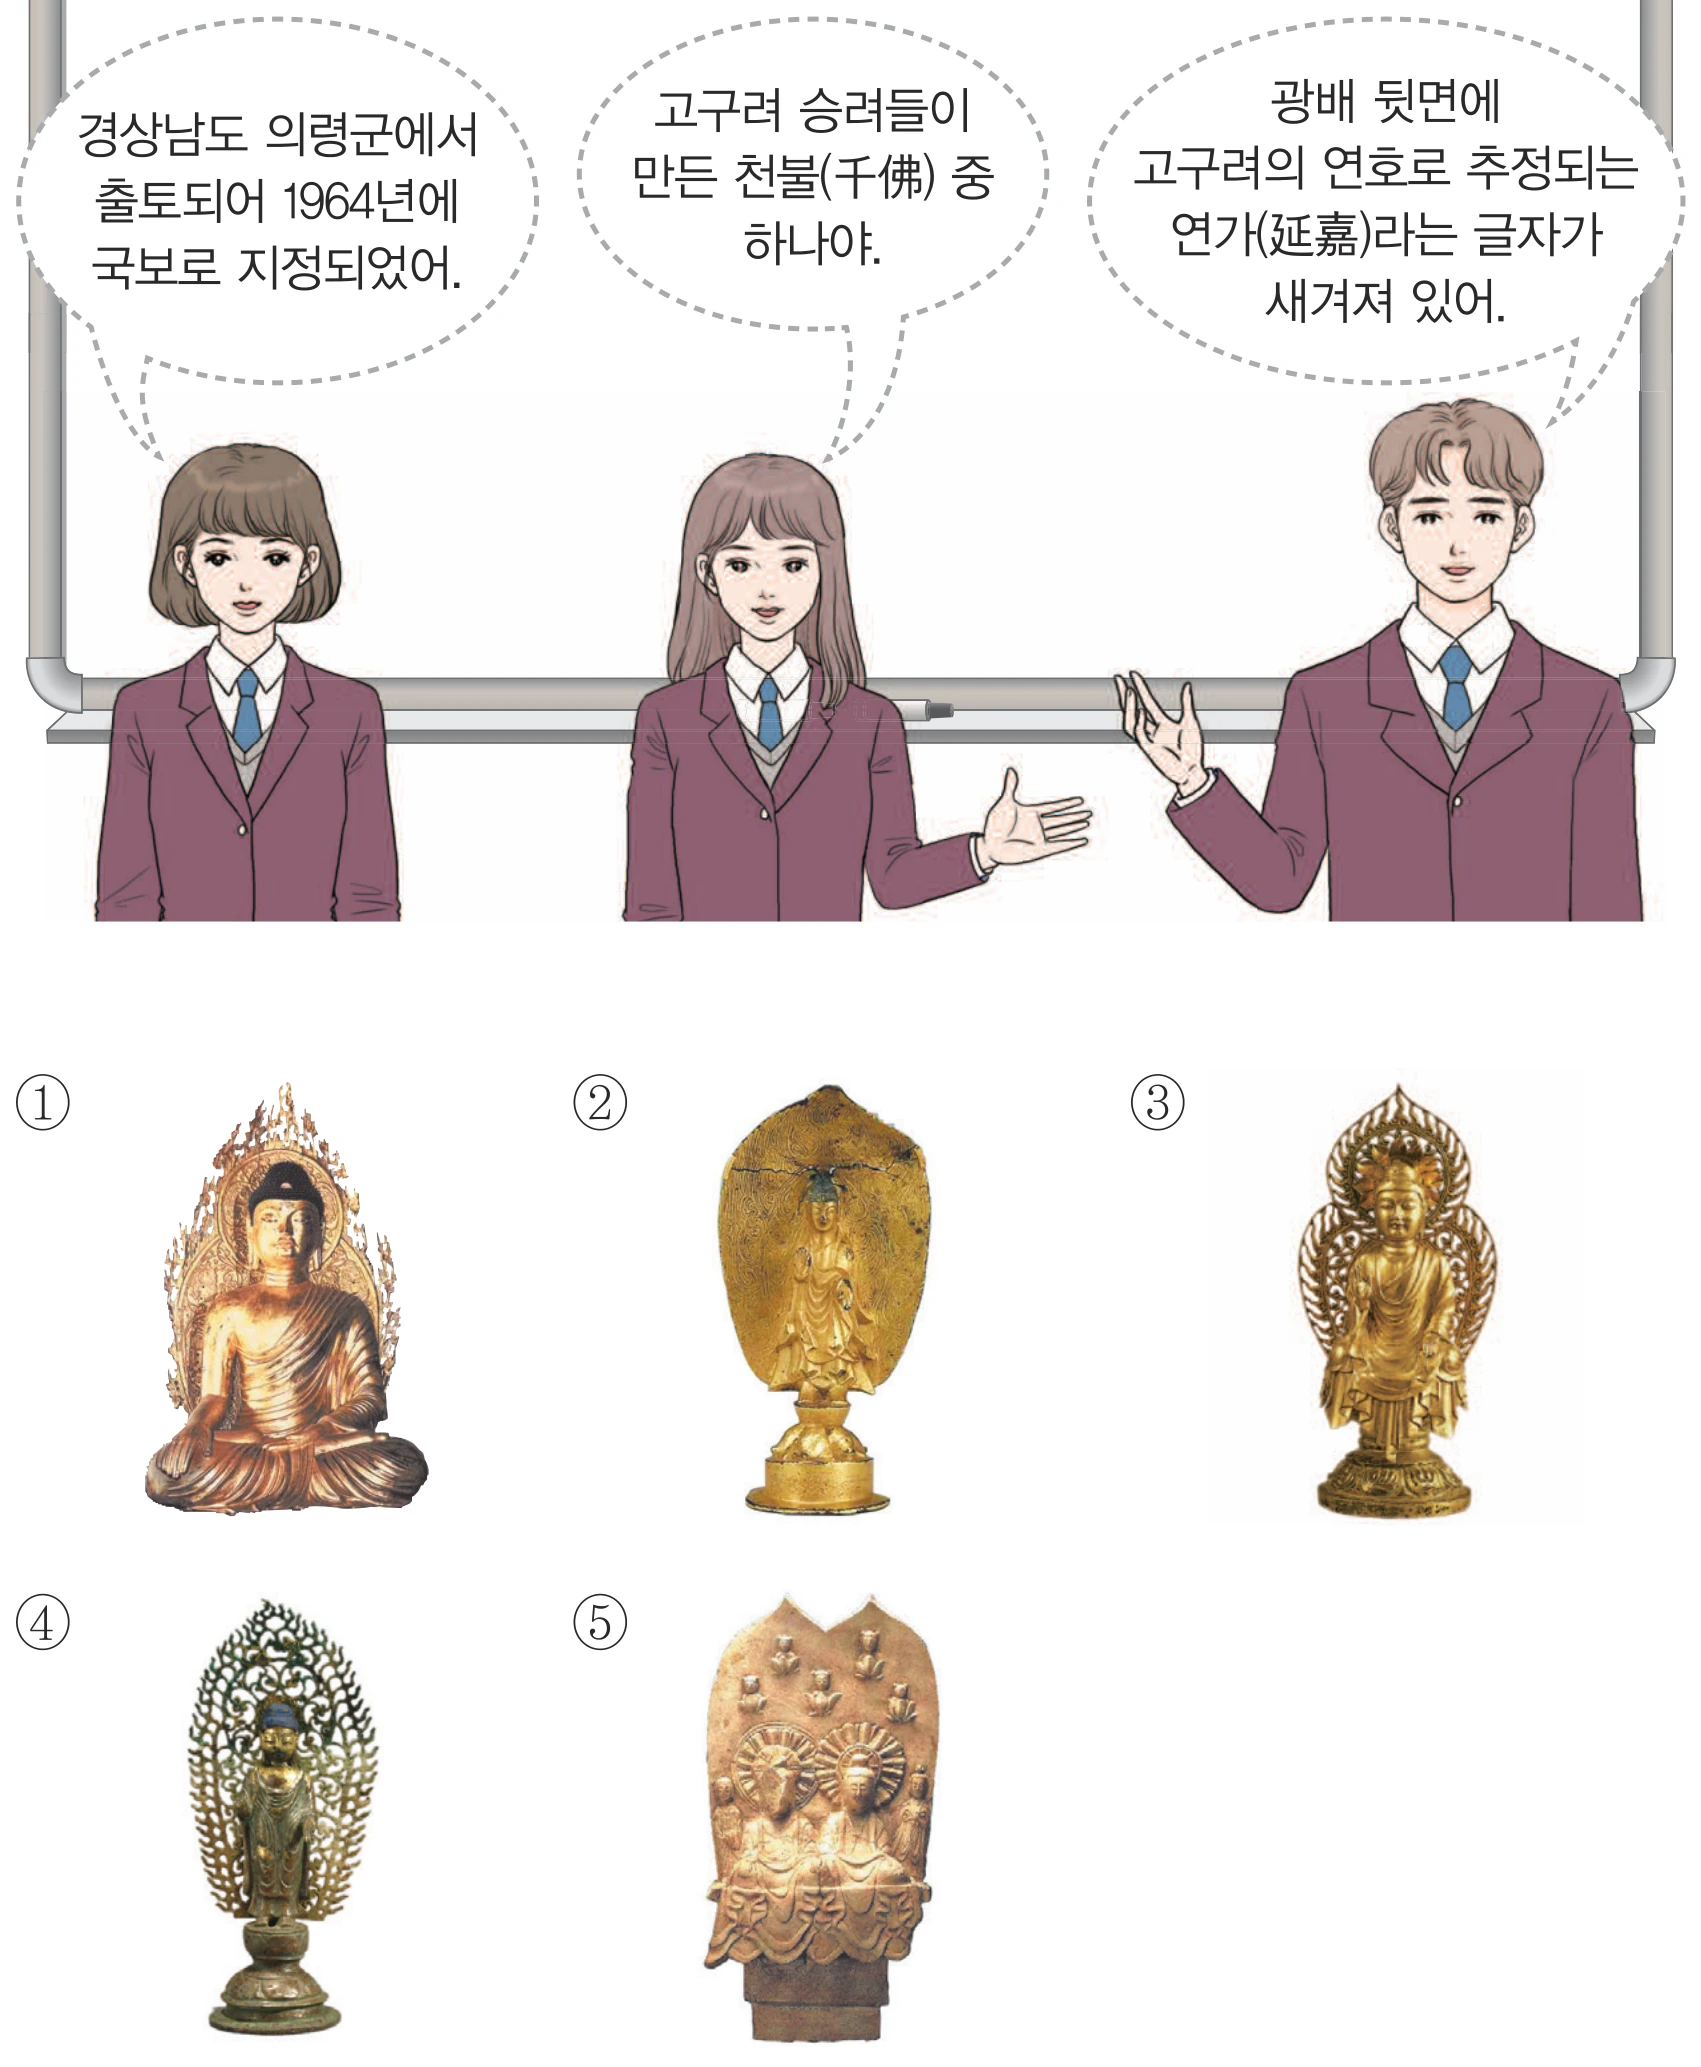 경상남도 의령군에서
출토되어 1964년에
국보로 지정되었어.
고구려 승려들이
만든 천불(千佛) 중
하나야.
광배 뒷면에
고구려의 연호로 추정되는
연가(延嘉)라는 글자가
새겨져 있어.
①
②
③
④
⑤